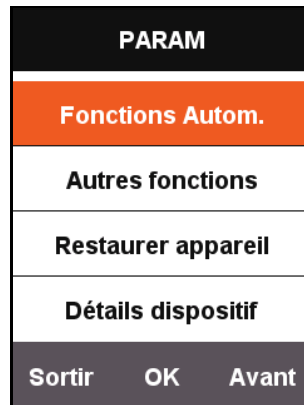 PARAM
Fonctions Autom.
Autres fonctions
Restaurer appareil
Détails dispositif
Sortir OK Avant